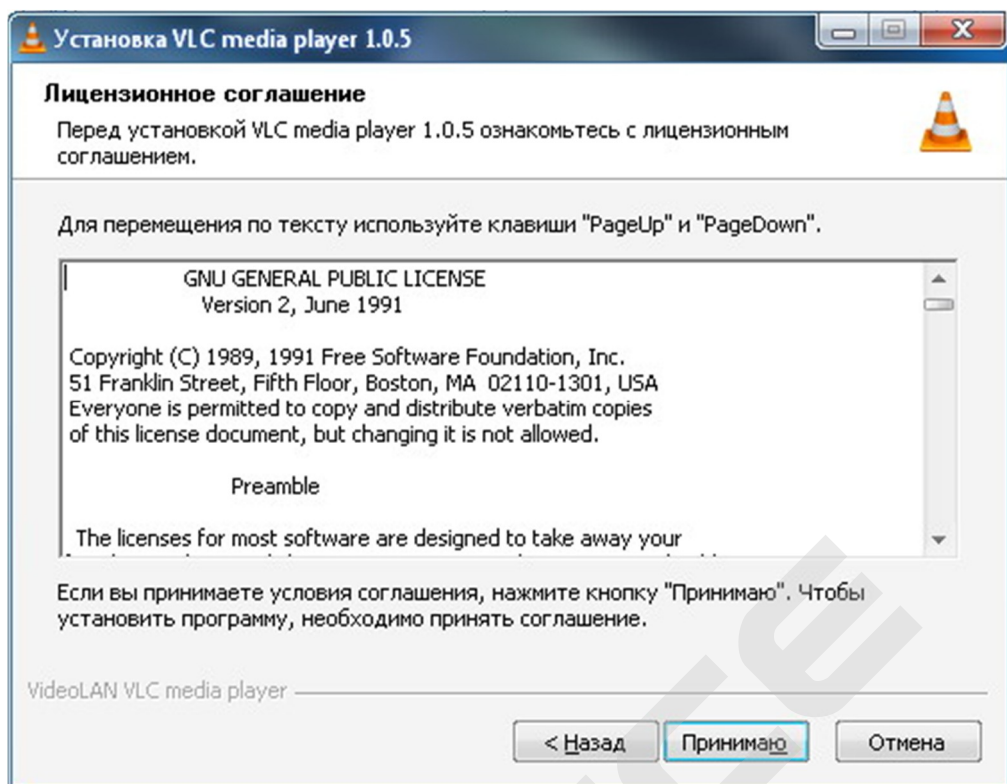 Установка VLC media player 1.0.5
Лицензионное соглашение
Перед установкой VLC media player 1.0.5 ознакомьтесь с лицензионным
соглашением.
Для перемещения по тексту используйте клавиши "PageUp" и "PageDown".
GNU GENERAL PUBLIC LICENSE
Version 2, June 1991
Copyright (C) 1989, 1991 Free Software Foundation, Inc.
51 Franklin Street, Fifth Floor, Boston, MA 02110-1301, USA
Everyone is permitted to copy and distribute verbatim copies
of this license document, but changing it is not allowed.
Preamble
The licenses for most software are designed to take away your
Если вы принимаете условия соглашения, нажмите кнопку "Принимаю". Чтобы
установить программу, необходимо принять соглашение.
VideoLAN VLC media player
< Назад Принимаю Отмена